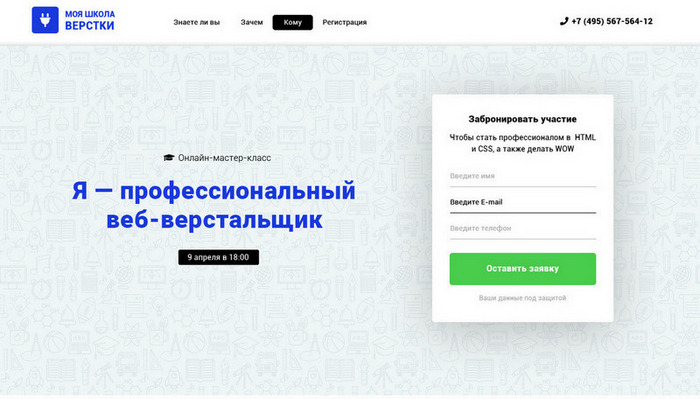 МОЯ ШКОЛА
ВЕРСТКИ
Знаете ли вы
Зачем
Кому
Регистрация
+7 (495) 567-564-12
Онлайн-мастер-класс
Я — профессиональный
веб-верстальщик
9 апреля в 18:00
Забронировать участие
Чтобы стать профессионалом в HTML
и CSS, а также делать WOW
Введите имя
Введите E-mail
Введите телефон
Оставить заявку
Ваши данные под защитой